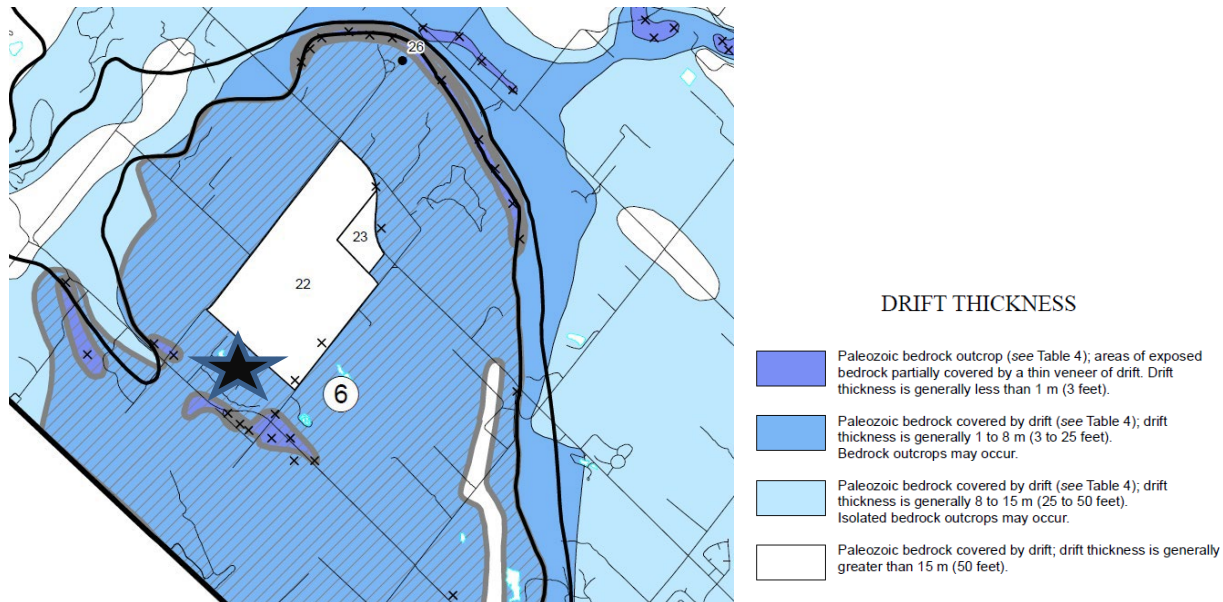 26
23
22
6
DRIFT THICKNESS
Paleozoic bedrock outcrop (see Table 4); areas of exposed
bedrock partially covered by a thin veneer of drift. Drift
thickness is generally less than 1 m (3 feet).
Paleozoic bedrock covered by drift (see Table 4); drift
thickness is generally 1 to 8 m (3 to 25 feet).
Bedrock outcrops may occur.
Paleozoic bedrock covered by drift (see Table 4); drift
thickness is generally 8 to 15 m (25 to 50 feet).
Isolated bedrock outcrops may occur.
Paleozoic bedrock covered by drift; drift thickness is generally
greater than 15 m (50 feet).